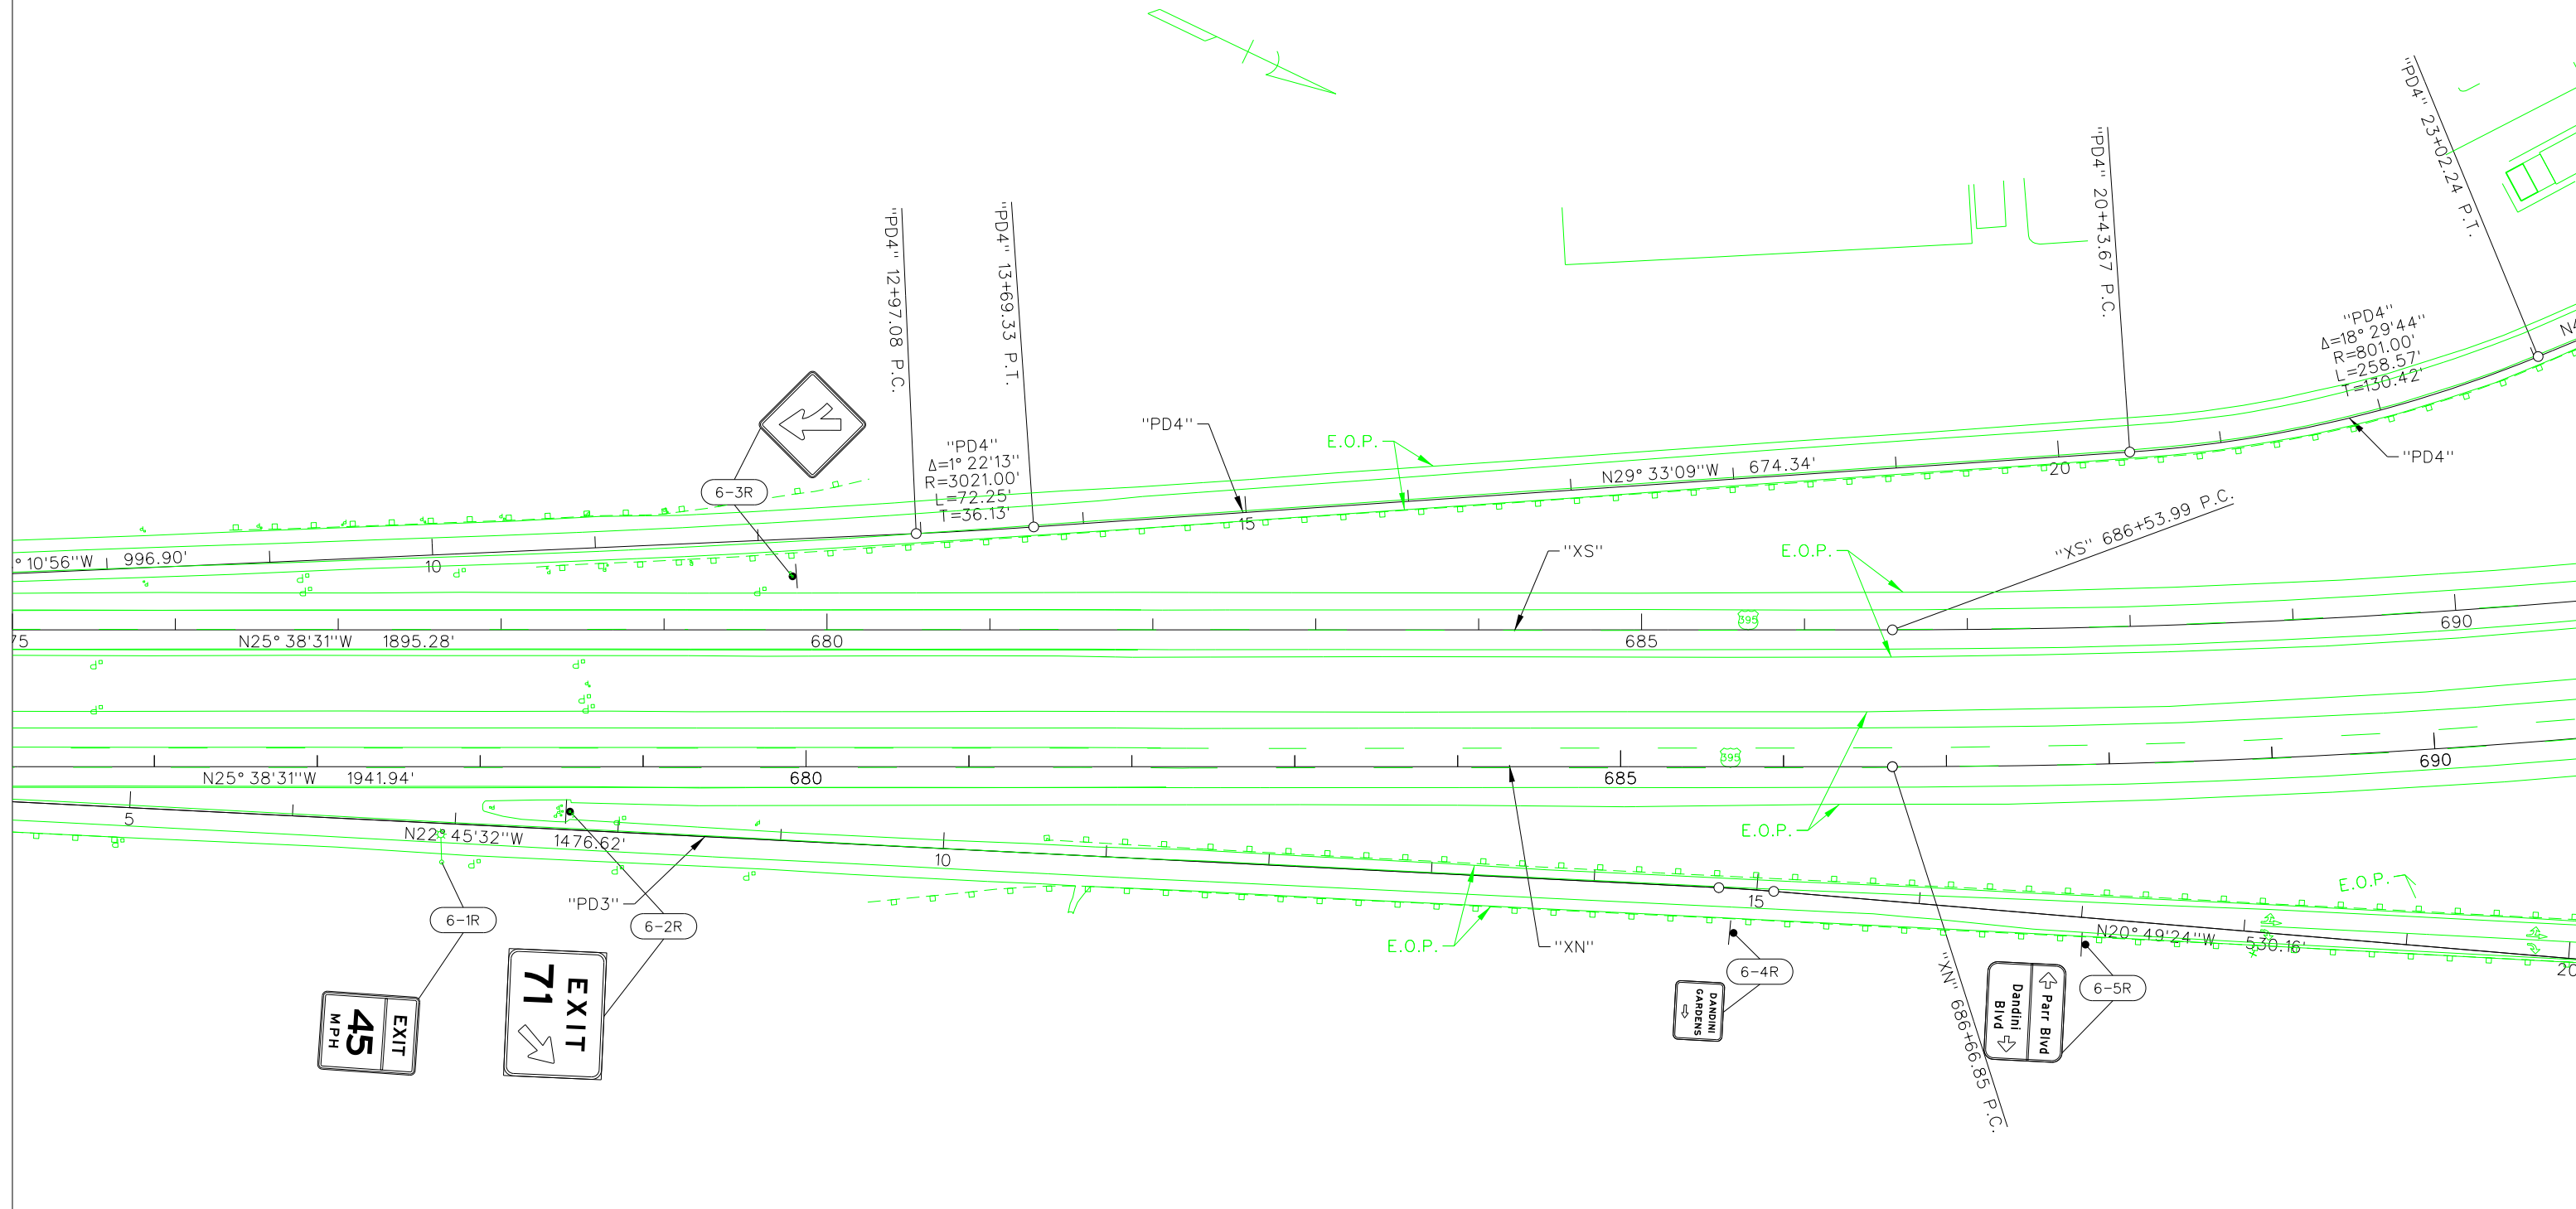 "PD4" 23+02.24 P.T.
"PD4" 20+43.67 P.C.
"PD4" 12+97.08 P.C.
"PD4" 13+69.33 P.T.
"PD4"
Δ=18° 29'44"
R=801.00'
L=258.57'
T=130.42'
"PD4"
Δ=1° 22'13"
R=3021.00'
L=72.25'
T=36.13'
"PD4"
E.O.P.
N29° 33'09"W 674.34'
"PD4"
6-3R
° 10'56"W 996.90'
10
15
20
"XS" 686+53.99 P.C.
"XS"
E.O.P.
395
N25° 38'31"W 1895.28'
680
685
690
395
N25° 38'31"W 1941.94'
680
685
690
5
N22° 45'32"W 1476.62'
10
15
N20° 49'24"W 530.16'
20
E.O.P.
E.O.P.
E.O.P.
"PD3"
"XN"
"XN" 686+66.85 P.C.
6-1R
6-2R
6-4R
6-5R
EXIT
45
MPH
EXIT
71
DANDINI
GARDENS
Parr Blvd
Dandini
Blvd